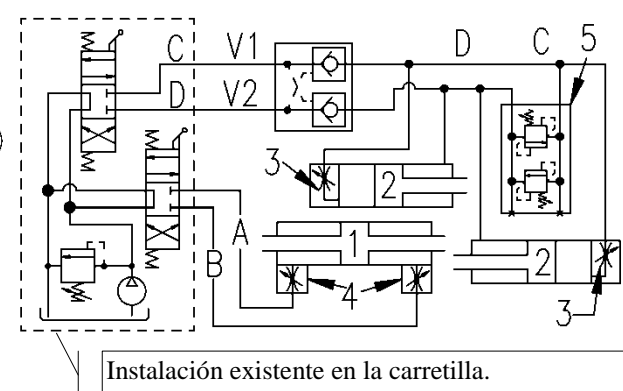 C V1 D C 5
D V2
3 2
A 1
B 4 2
3
Instalación existente en la carretilla.